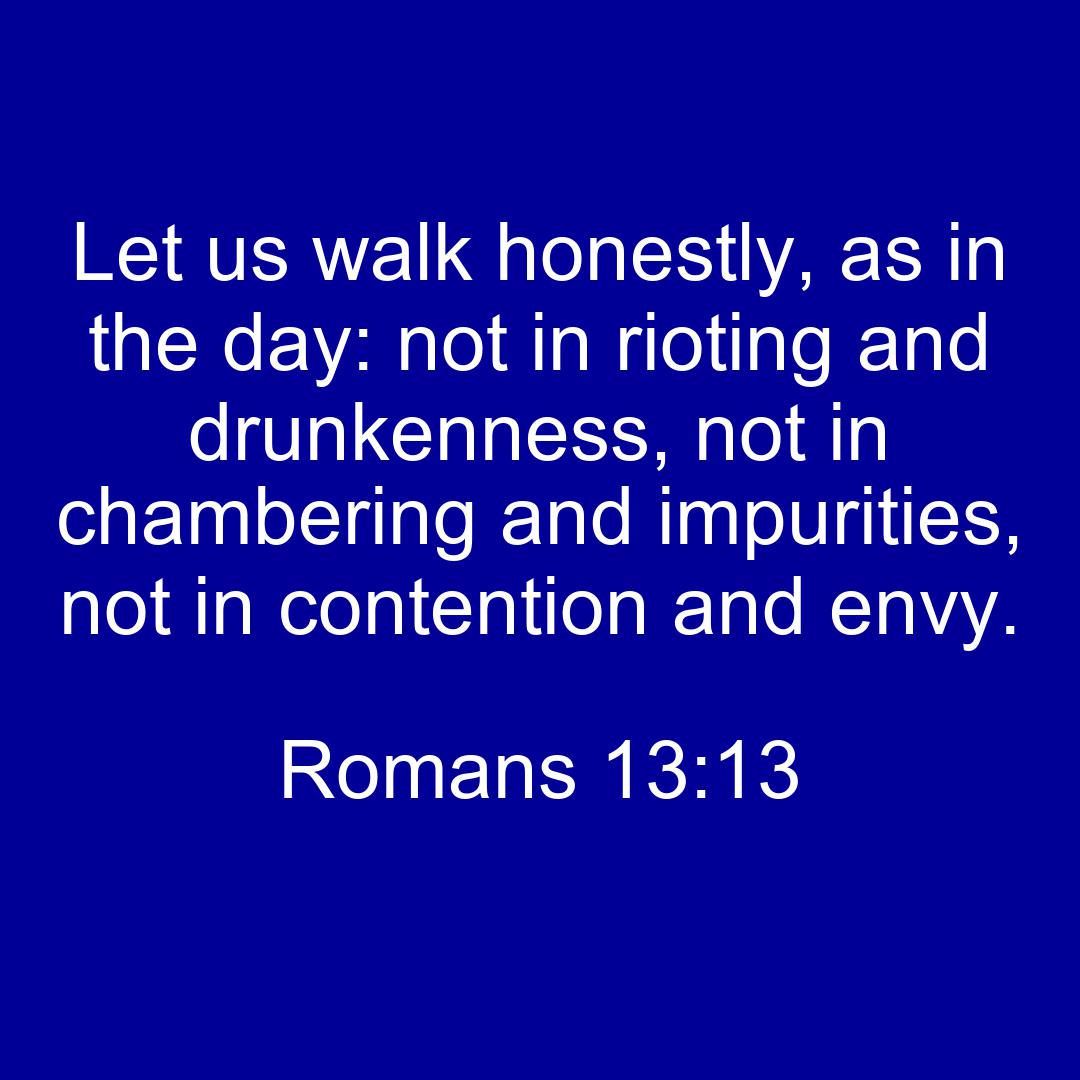 Let us walk honestly, as in
the day: not in rioting and
drunkenness, not in
chambering and impurities,
not in contention and envy.
Romans 13:13